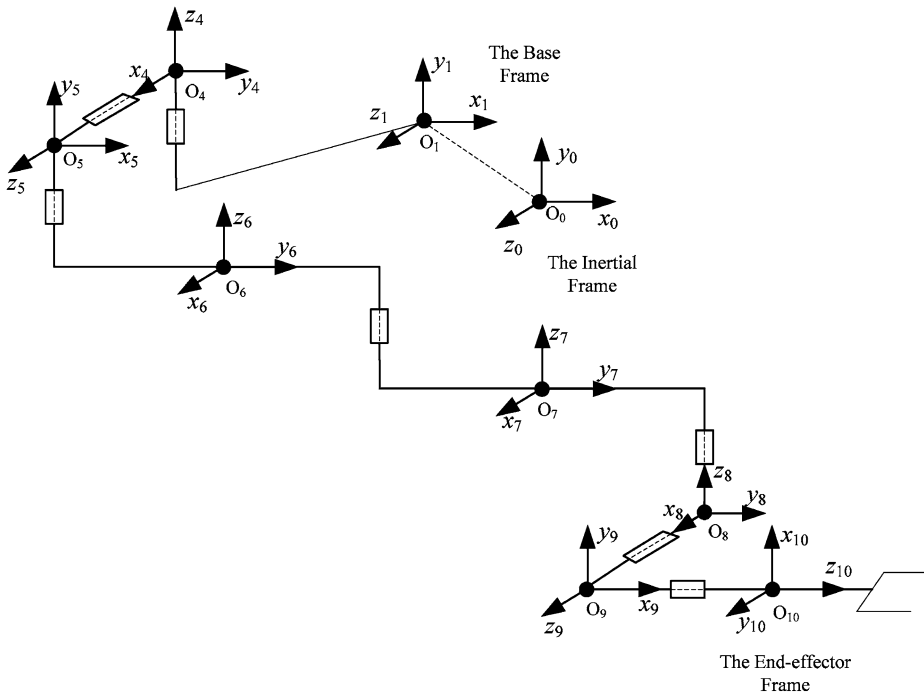 z4
x4
O4
y4
y5
O5
x5
z5
The Base
Frame
y1
x1
z1
O1
y0
O0
x0
z0
The Inertial
Frame
z6
y6
x6
O6
z7
y7
x7
O7
z8
x8
y8
O8
y9
O9
x9
z9
x10
z10
y10
O10
The End-effector
Frame